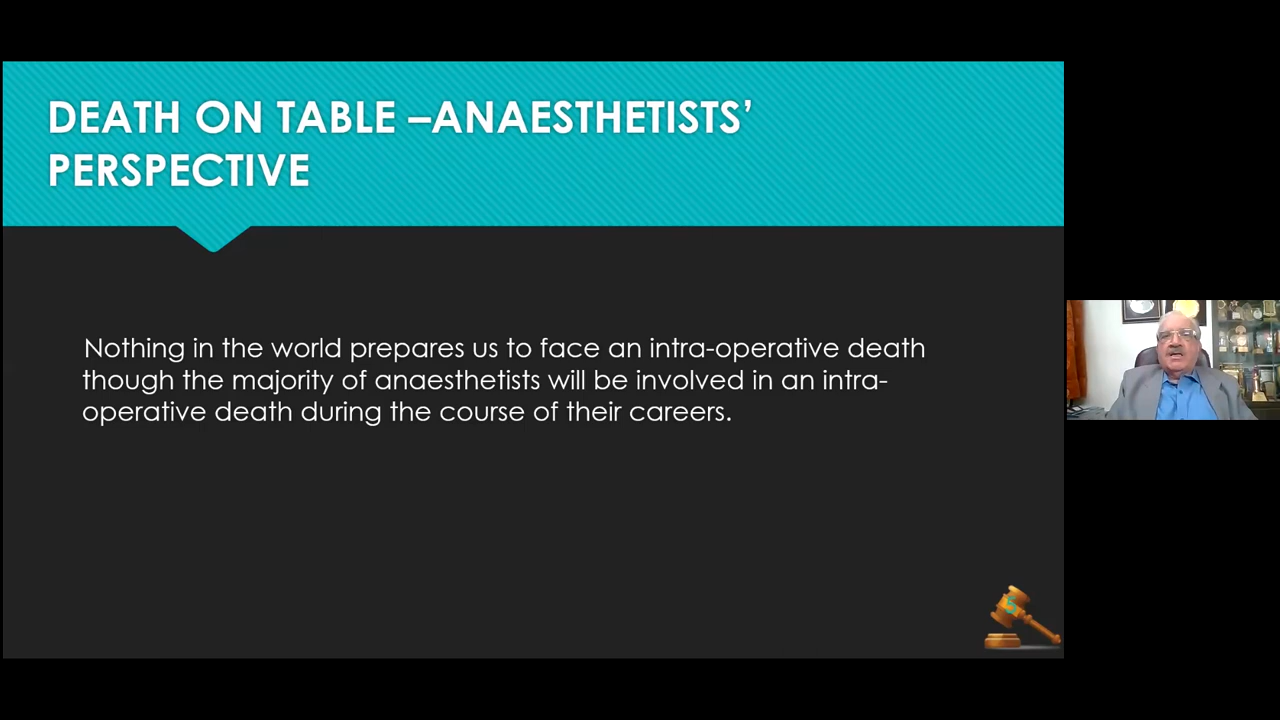 DEATH ON TABLE –ANAESTHETISTS’
PERSPECTIVE
Nothing in the world prepares us to face an intra-operative death
though the majority of anaesthetists will be involved in an intra-
operative death during the course of their careers.
5